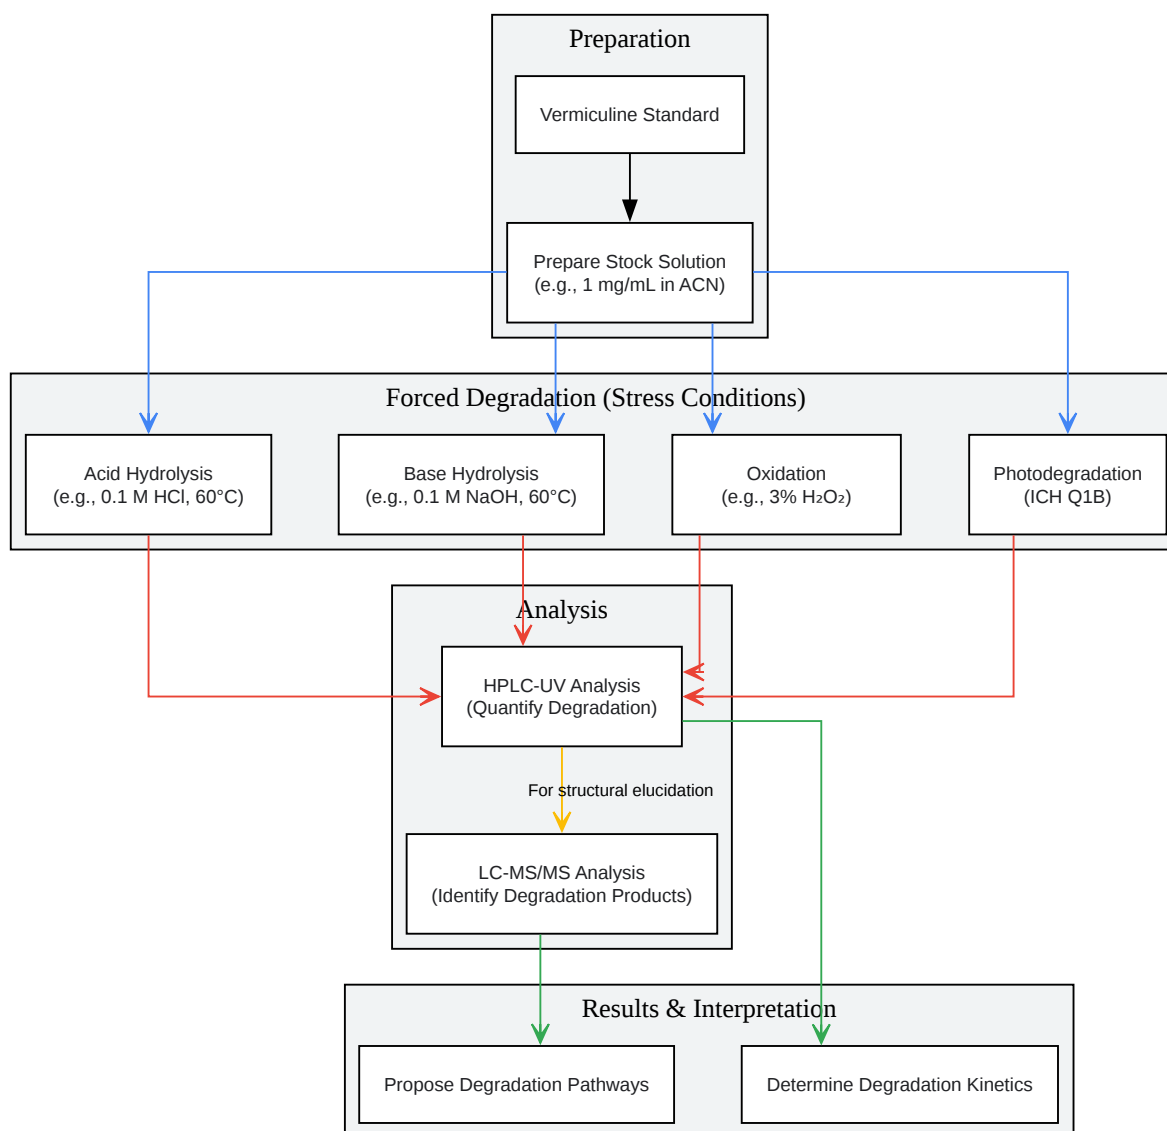 Preparation
Vermiculine Standard
Prepare Stock Solution
(e.g., 1 mg/mL in ACN)
Forced Degradation (Stress Conditions)
Acid Hydrolysis
(e.g., 0.1 M HCl, 60°C)
Base Hydrolysis
(e.g., 0.1 M NaOH, 60°C)
Oxidation
(e.g., 3% H₂O₂)
Photodegradation
(ICH Q1B)
Analysis
HPLC-UV Analysis
(Quantify Degradation)
For structural elucidation
LC-MS/MS Analysis
(Identify Degradation Products)
Results & Interpretation
Propose Degradation Pathways
Determine Degradation Kinetics